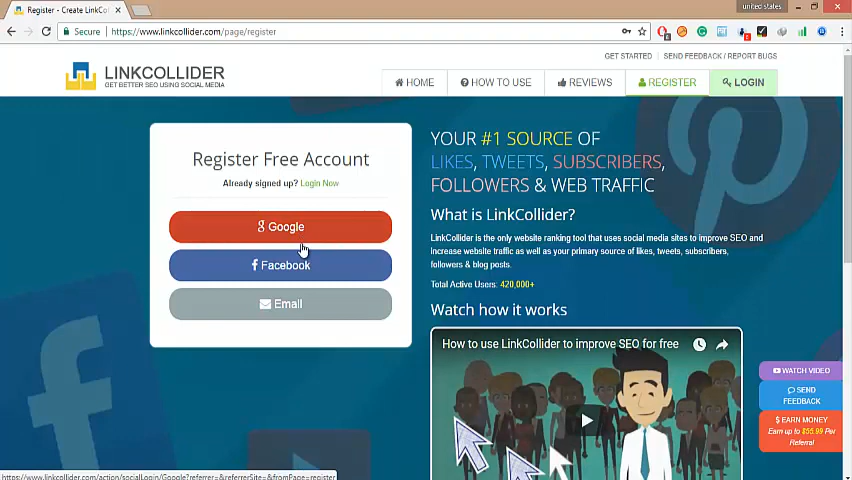 united states
Register - Create LinkCol
Secure
https://www.linkcollider.com/page/register
GET STARTED | SEND FEEDBACK / REPORT BUGS
LINKCOLLIDER
GET BETTER SEO USING SOCIAL MEDIA
HOME
HOW TO USE
REVIEWS
REGISTER
LOGIN
Register Free Account
Already signed up? Login Now
Google
Facebook
Email
YOUR #1 SOURCE OF
LIKES, TWEETS, SUBSCRIBERS,
FOLLOWERS & WEB TRAFFIC
What is LinkCollider?
LinkCollider is the only website ranking tool that uses social media sites to improve SEO and
increase website traffic as well as your primary source of likes, tweets, subscribers,
followers & blog posts.
Total Active Users: 420,000+
Watch how it works
How to use LinkCollider to improve SEO for free
WATCH VIDEO
SEND
FEEDBACK
$ EARN MONEY
Earn up to $55.99 Per
Referral
https://www.linkcollider.com/action/socialLogin/Google?referrer=&referrerSite=&fromPage=register